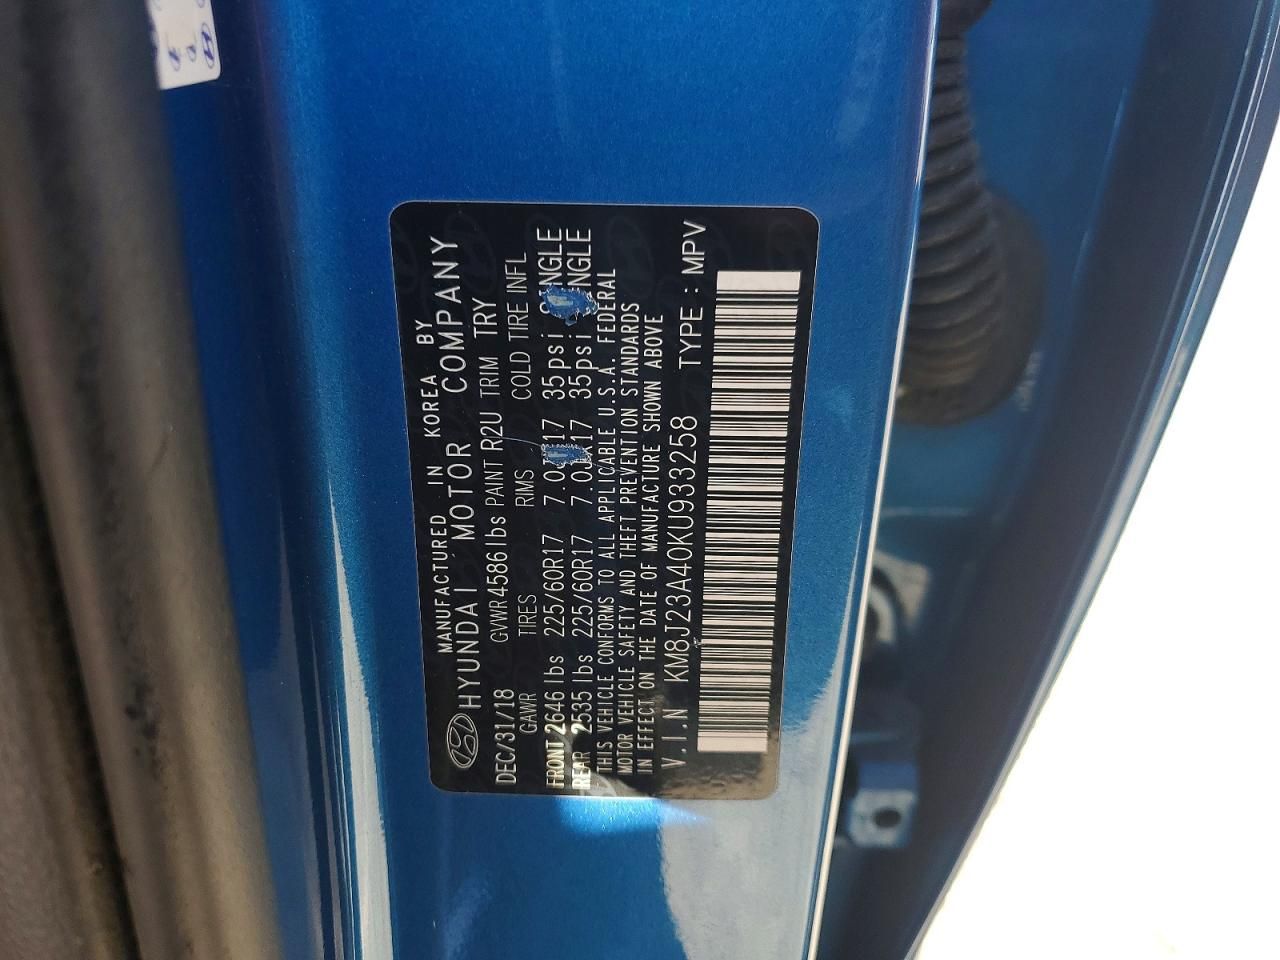 MANUFACTURED IN KOREA BY
HYUNDAI MOTOR COMPANY
DEC/31/18 GVWR 4586 lbs PAINT R2U TRIM TRY
GAWR TIRES RIMS COLD TIRE INFL
FRONT 2646 lbs 225/60R17 7.0 17 35psi
REAR 2535 lbs 225/60R17 7.0JX17 35psi
THIS VEHICLE CONFORMS TO ALL APPLICABLE U.S.A. FEDERAL
MOTOR VEHICLE SAFETY AND THEFT PREVENTION STANDARDS
IN EFFECT ON THE DATE OF MANUFACTURE SHOWN ABOVE
V.I.N KM8J23A40KU933258 TYPE : MPV